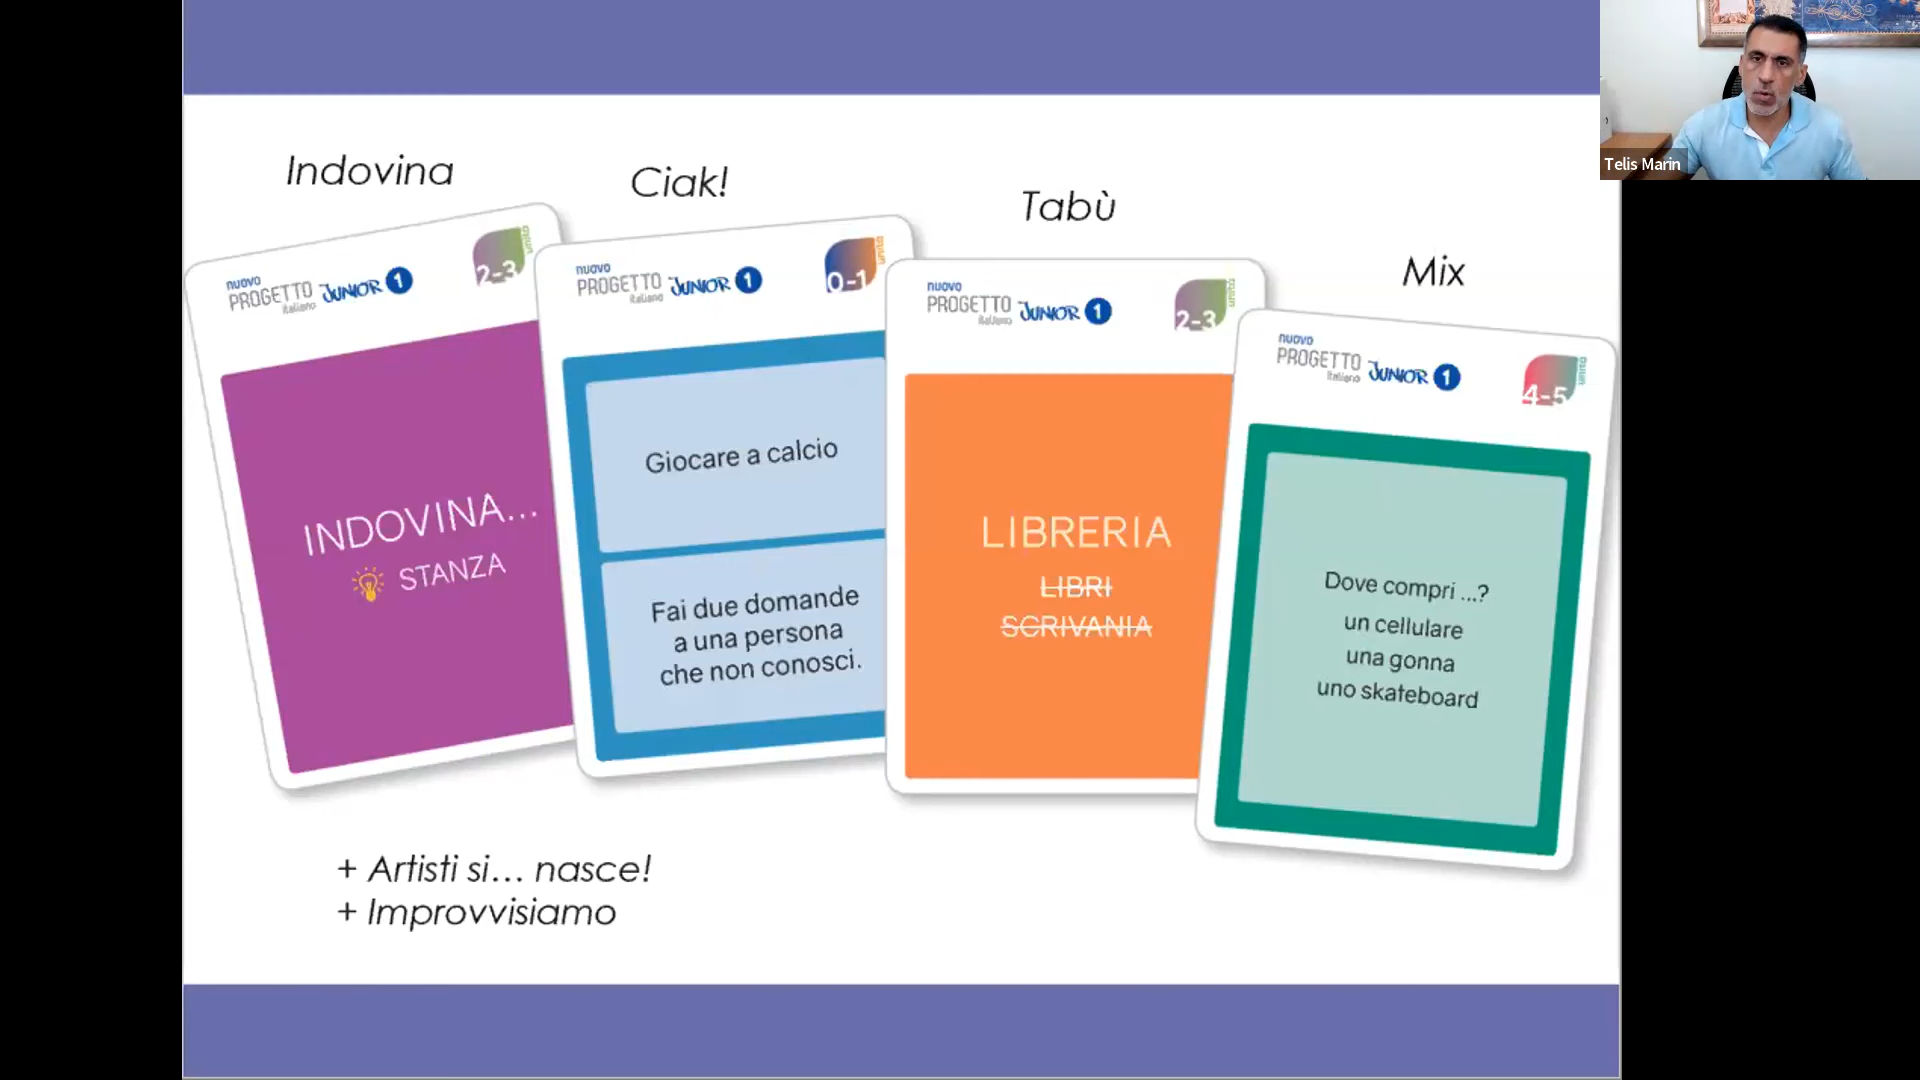 Indovina
nuovo
PROGETTO
italiano
JUNIOR 1
2-3
unità
INDOVINA...
STANZA
Ciak!
nuovo
PROGETTO
italiano
JUNIOR 1
0-1
unità
Giocare a calcio
Fai due domande
a una persona
che non conosci.
Tabù
nuovo
PROGETTO
italiano
JUNIOR 1
2-3
unità
LIBRERIA
LIBRI
SCRIVANIA
Mix
nuovo
PROGETTO
italiano
JUNIOR 1
4-5
unità
Dove compri ...?
un cellulare
una gonna
uno skateboard
+ Artisti si... nasce!
+ Improvvisiamo
Telis Marin